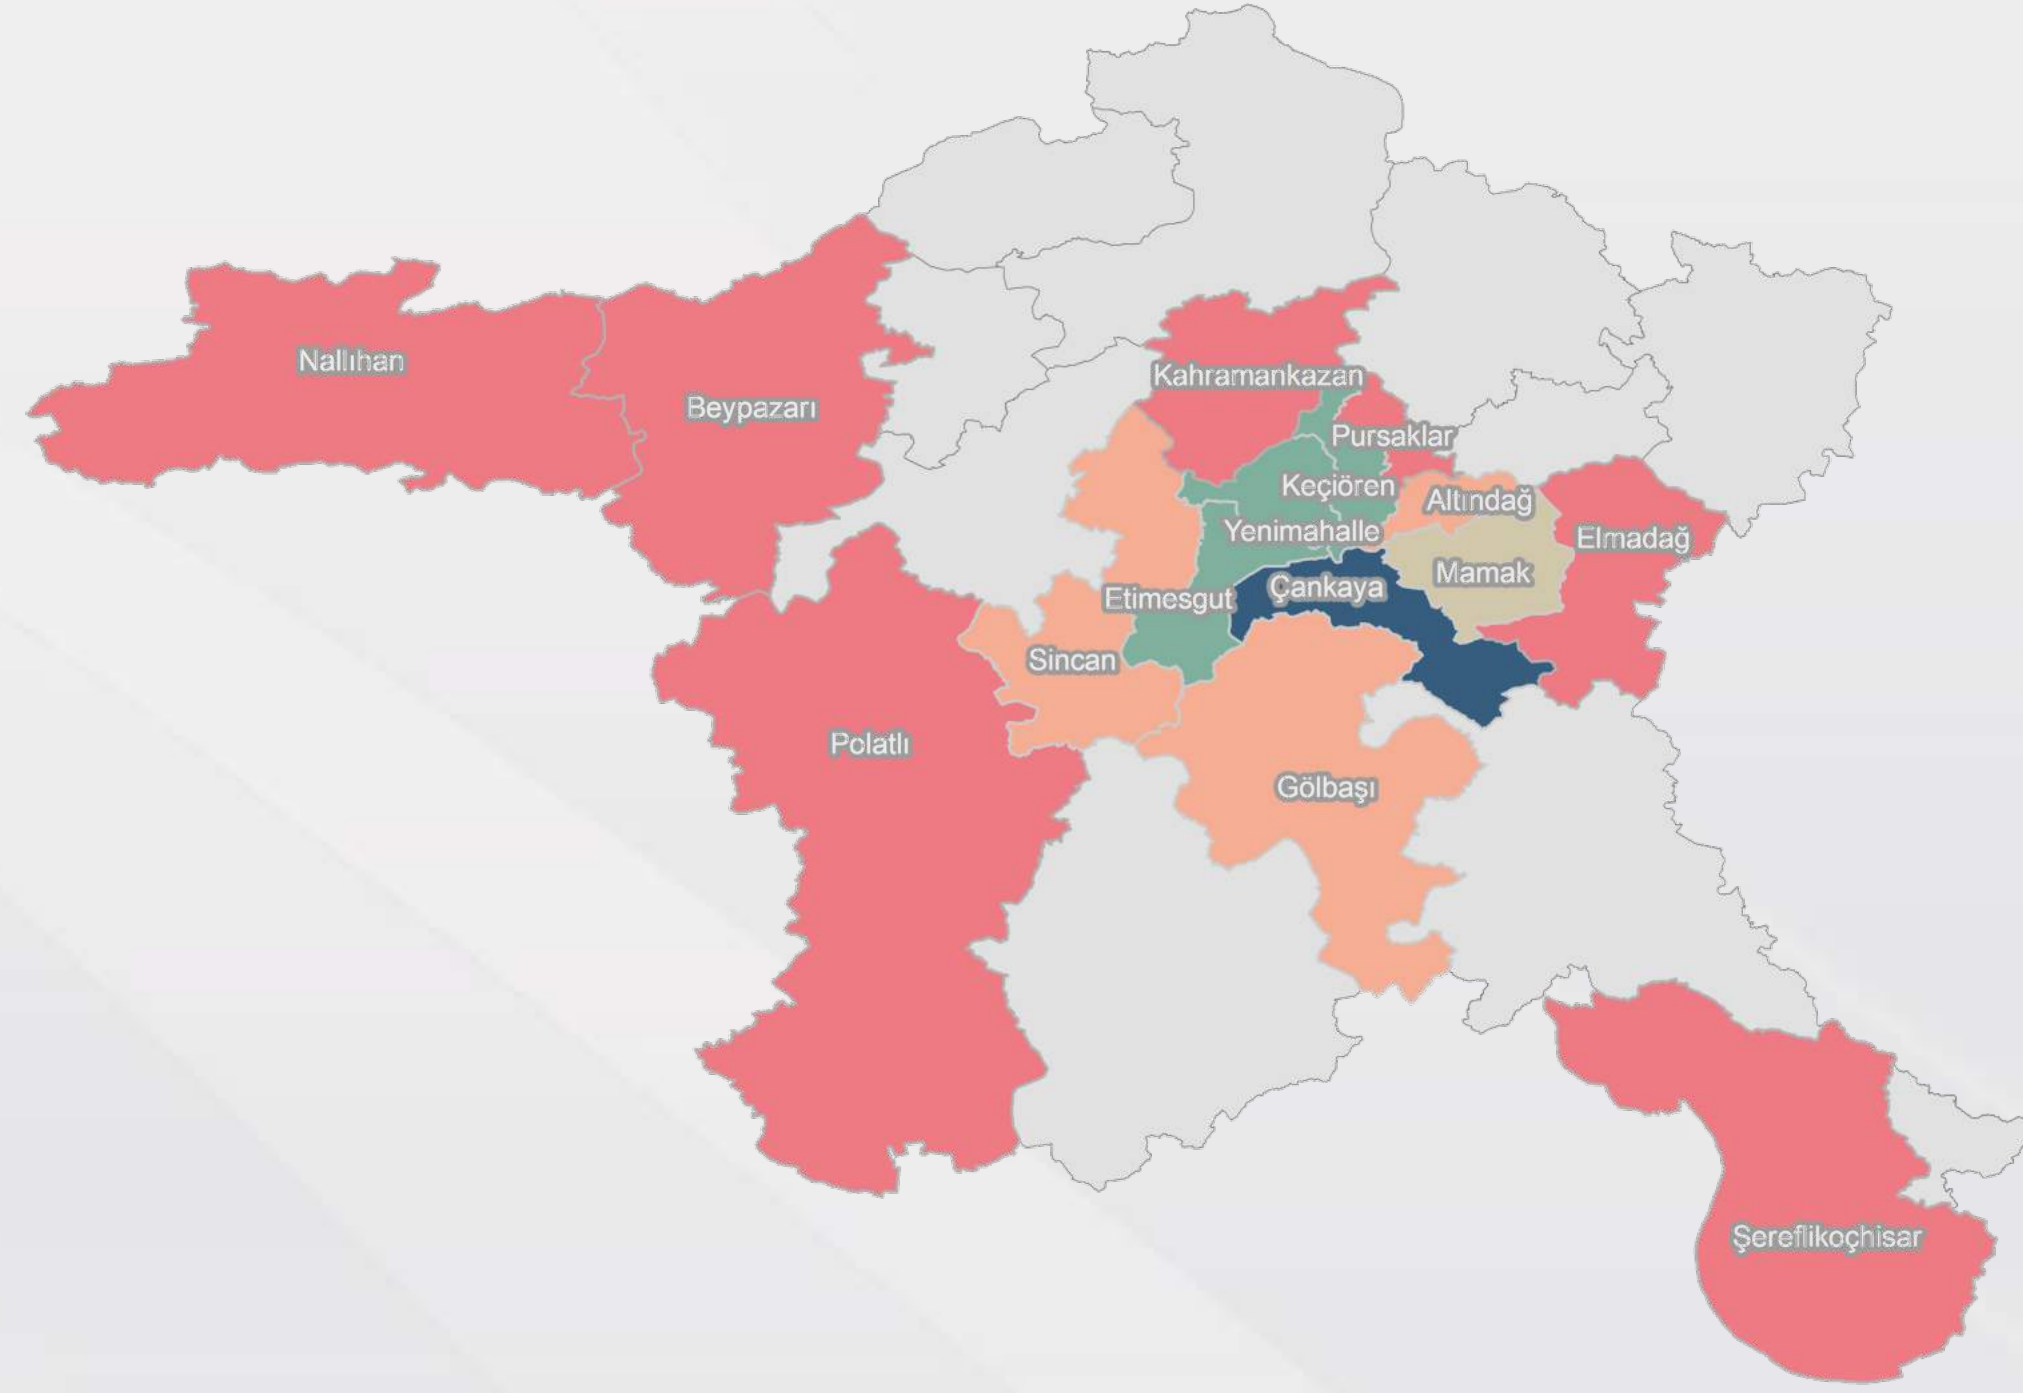 Nallıhan
Kahramankazan
Beypazarı
Pursaklar
Keçiören
Altındağ
Yenimahalle
Elmadağ
Mamak
Çankaya
Etimesgut
Sincan
Polatlı
Gölbaşı
Şereflikoçhisar